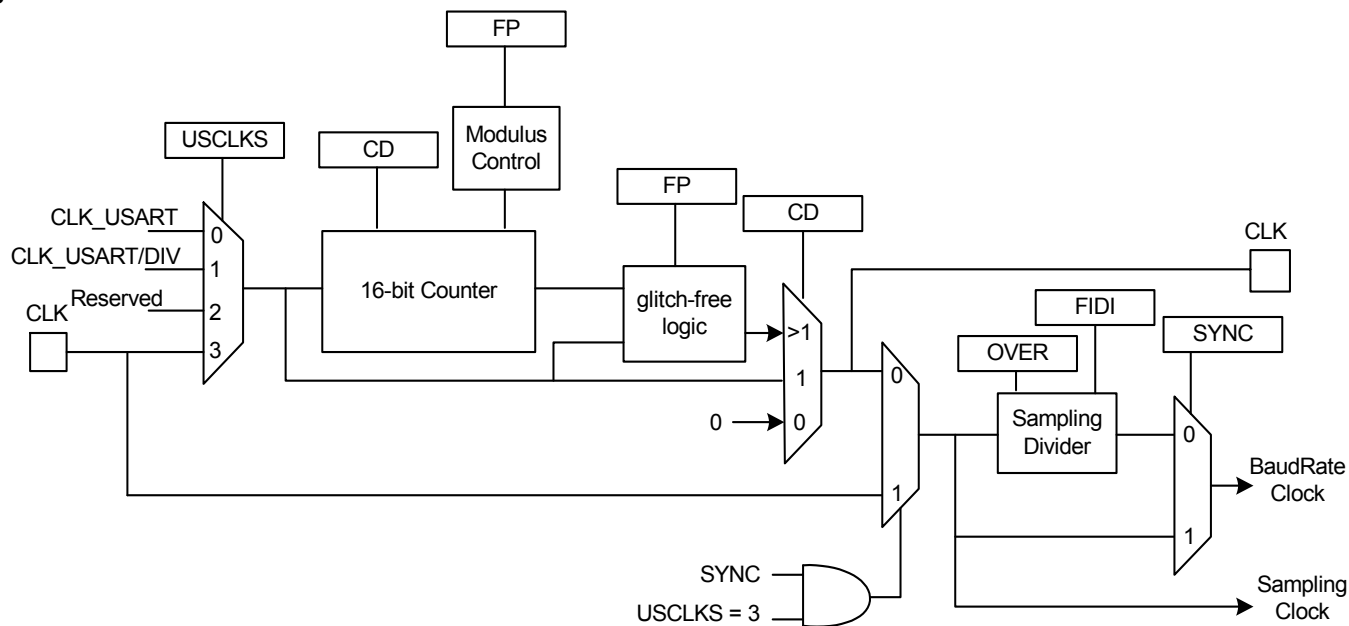 FP
USCLKS
CD
Modulus
Control
FP
CD
CLK_USART
CLK_USART/DIV
Reserved
CLK
0
1
2
3
16-bit Counter
glitch-free
logic
>1
1
0
0
CLK
FIDI
OVER
SYNC
0
1
Sampling
Divider
0
1
BaudRate
Clock
SYNC
USCLKS = 3
Sampling
Clock